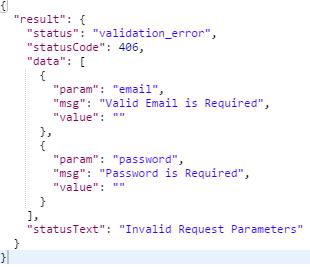 {
  "result": {
    "status": "validation_error",
    "statusCode": 406,
    "data": [
      {
        "param": "email",
        "msg": "Valid Email is Required",
        "value": ""
      },
      {
        "param": "password",
        "msg": "Password is Required",
        "value": ""
      }
    ],
    "statusText": "Invalid Request Parameters"
  }
}